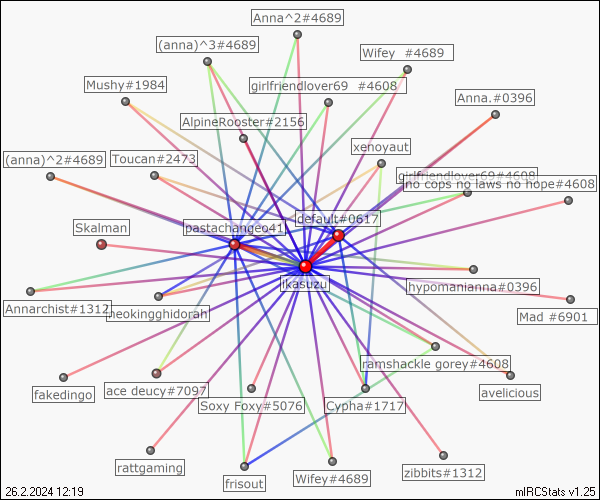 Anna^2#4689
(anna)^3#4689
Wifey #4689
Mushy#1984
girlfriendlover69 #4608
Anna.#0396
AlpineRooster#2156
xenoyaut
(anna)^2#4689
Toucan#2473
girlfriendlover69#4608
no cops no laws no hope#4608
default#0617
Skalman
pastachangeo41
ikasuzu
hypomanianna#0396
Annarchist#1312
theokingghidorah
Mad #6901
ramshackle gorey#4608
fakedingo
ace deucy#7097
avelicious
Soxy Foxy#5076
Cypha#1717
rattgaming
zibbits#1312
frisout
Wifey#4689
26.2.2024 12:19
mIRCStats v1.25